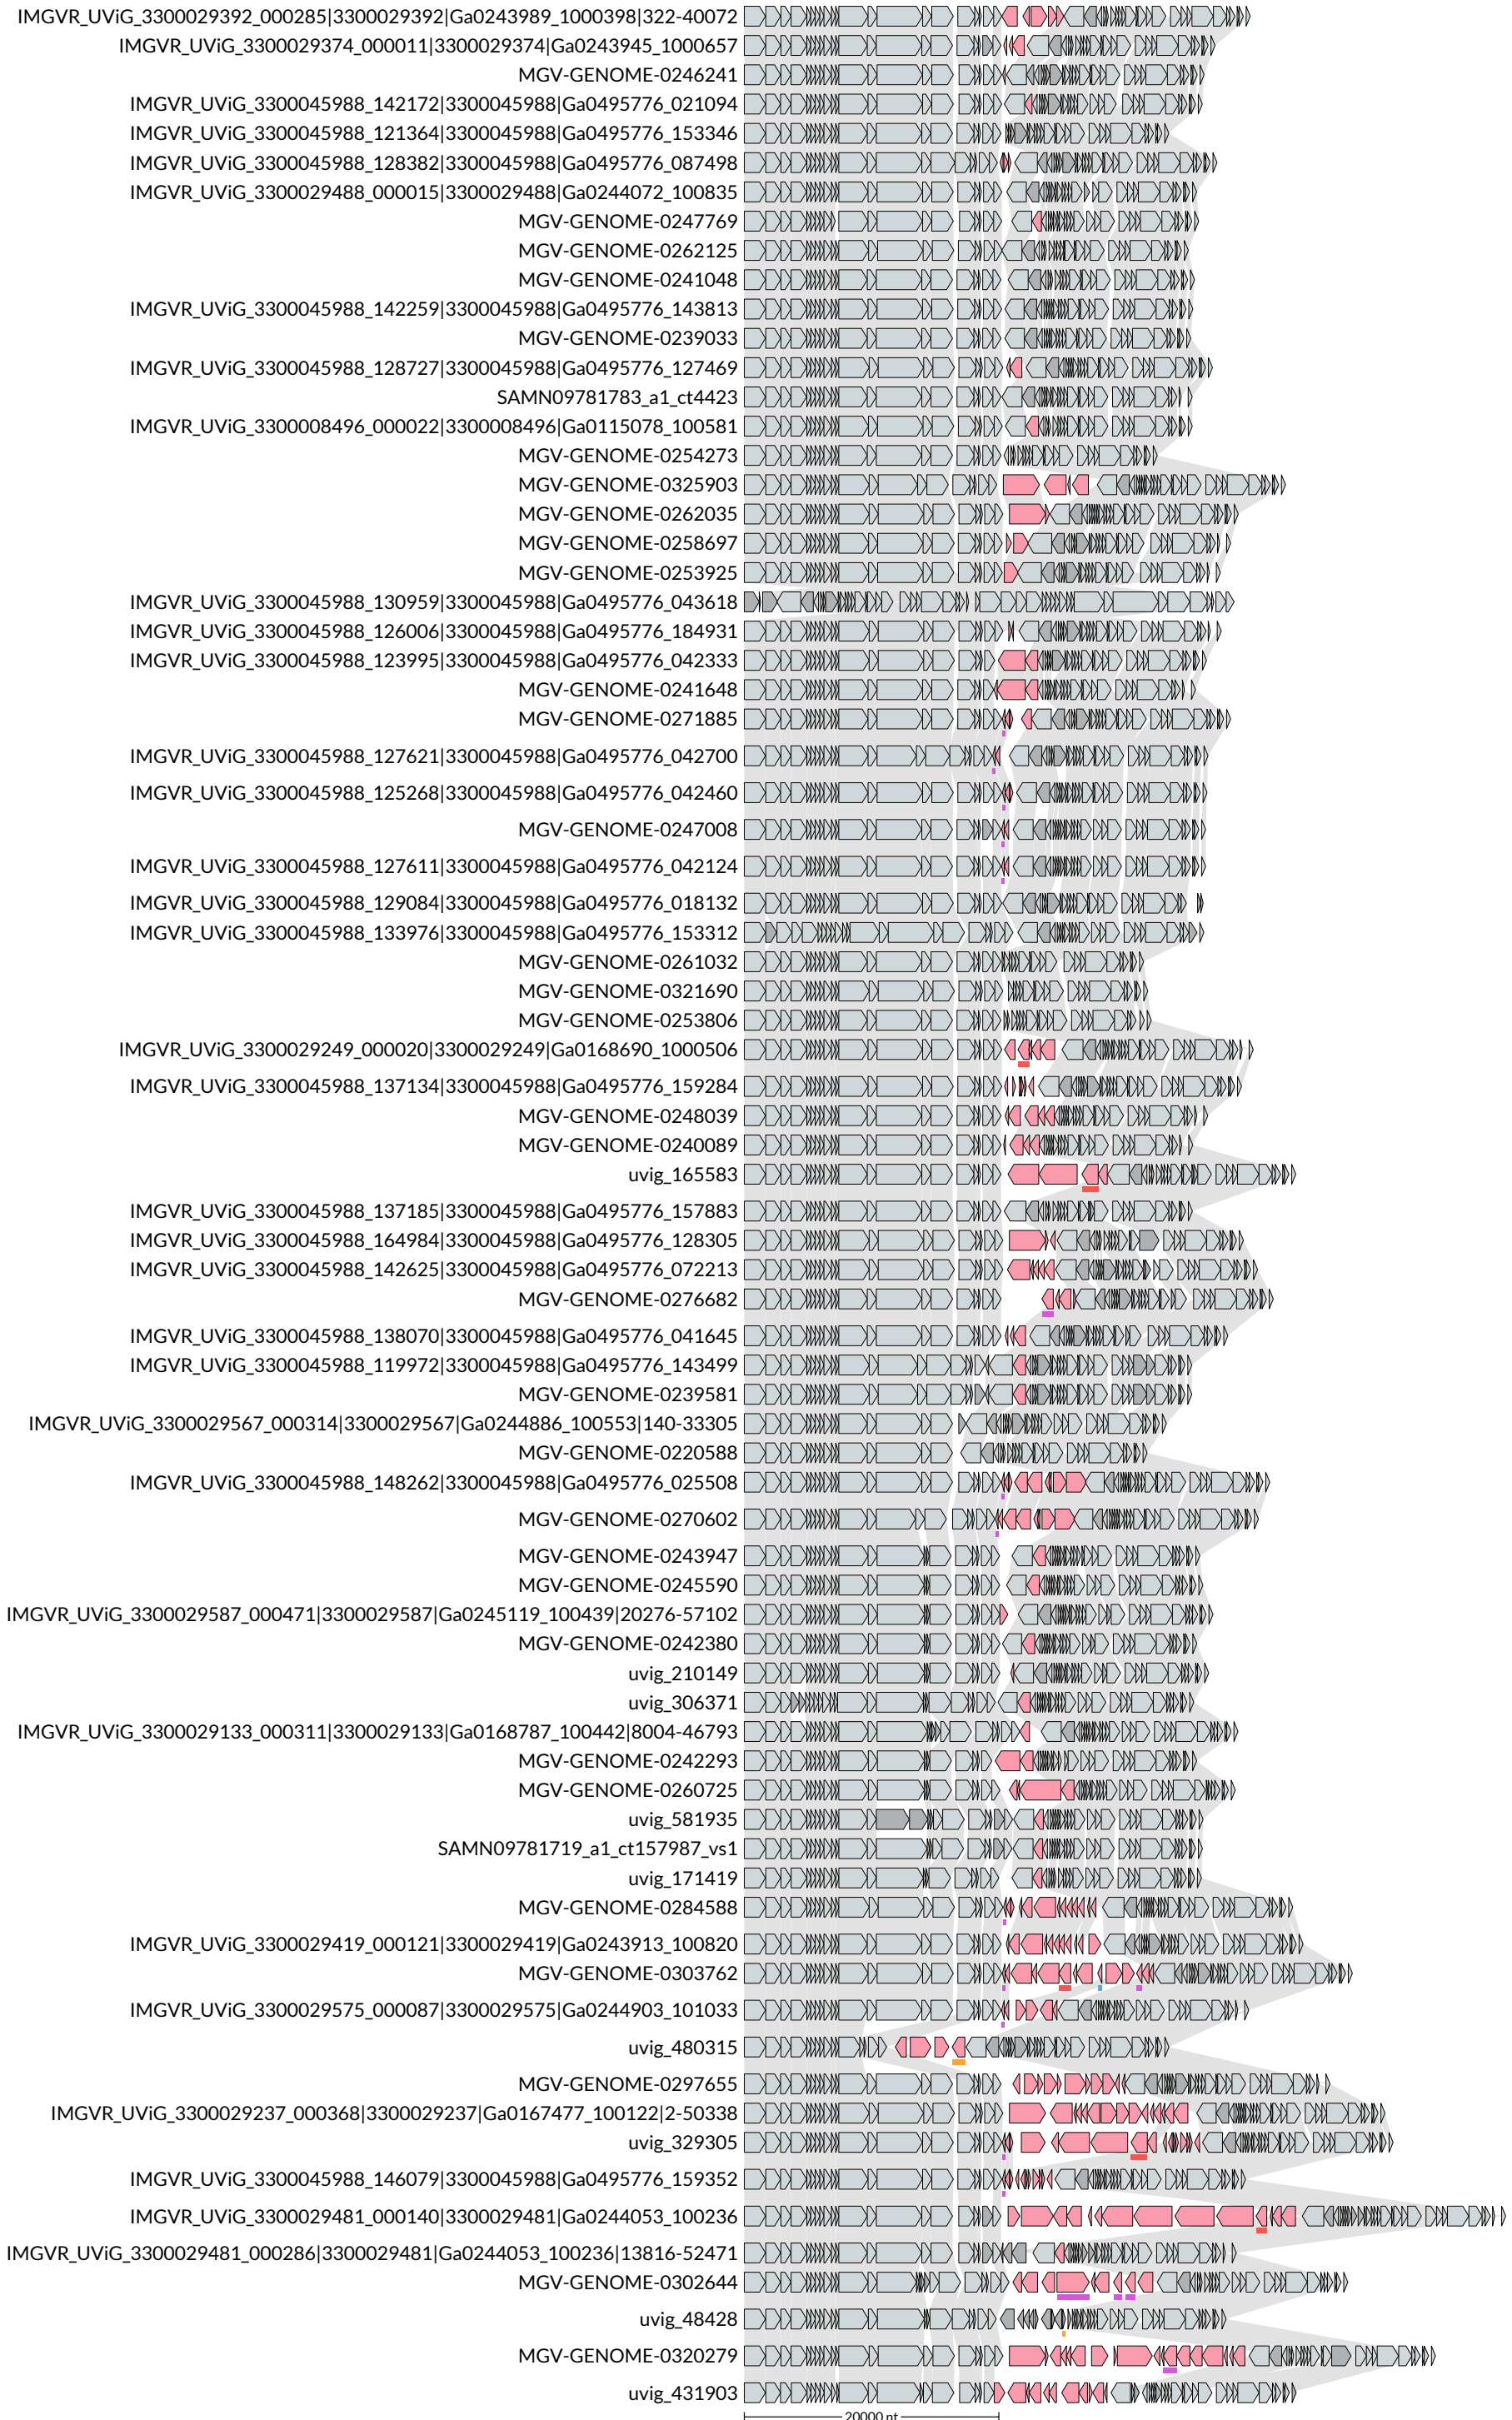 IMGVR_UViG_3300029392_000285|3300029392|Ga0243989_1000398|322-40072
IMGVR_UViG_3300029374_000011|3300029374|Ga0243945_1000657
MGV-GENOME-0246241
IMGVR_UViG_3300045988_142172|3300045988|Ga0495776_021094
IMGVR_UViG_3300045988_121364|3300045988|Ga0495776_153346
IMGVR_UViG_3300045988_128382|3300045988|Ga0495776_087498
IMGVR_UViG_3300029488_000015|3300029488|Ga0244072_100835
MGV-GENOME-0247769
MGV-GENOME-0262125
MGV-GENOME-0241048
IMGVR_UViG_3300045988_142259|3300045988|Ga0495776_143813
MGV-GENOME-0239033
IMGVR_UViG_3300045988_128727|3300045988|Ga0495776_127469
SAMN09781783_a1_ct4423
IMGVR_UViG_3300008496_000022|3300008496|Ga0115078_100581
MGV-GENOME-0254273
MGV-GENOME-0325903
MGV-GENOME-0262035
MGV-GENOME-0258697
MGV-GENOME-0253925
IMGVR_UViG_3300045988_130959|3300045988|Ga0495776_043618
IMGVR_UViG_3300045988_126006|3300045988|Ga0495776_184931
IMGVR_UViG_3300045988_123995|3300045988|Ga0495776_042333
MGV-GENOME-0241648
MGV-GENOME-0271885
IMGVR_UViG_3300045988_127621|3300045988|Ga0495776_042700
IMGVR_UViG_3300045988_125268|3300045988|Ga0495776_042460
MGV-GENOME-0247008
IMGVR_UViG_3300045988_127611|3300045988|Ga0495776_042124
IMGVR_UViG_3300045988_129084|3300045988|Ga0495776_018132
IMGVR_UViG_3300045988_133976|3300045988|Ga0495776_153312
MGV-GENOME-0261032
MGV-GENOME-0321690
MGV-GENOME-0253806
IMGVR_UViG_3300029249_000020|3300029249|Ga0168690_1000506
IMGVR_UViG_3300045988_137134|3300045988|Ga0495776_159284
MGV-GENOME-0248039
MGV-GENOME-0240089
uvig_165583
IMGVR_UViG_3300045988_137185|3300045988|Ga0495776_157883
IMGVR_UViG_3300045988_164984|3300045988|Ga0495776_128305
IMGVR_UViG_3300045988_142625|3300045988|Ga0495776_072213
MGV-GENOME-0276682
IMGVR_UViG_3300045988_138070|3300045988|Ga0495776_041645
IMGVR_UViG_3300045988_119972|3300045988|Ga0495776_143499
MGV-GENOME-0239581
IMGVR_UViG_3300029567_000314|3300029567|Ga0244886_100553|140-33305
MGV-GENOME-0220588
IMGVR_UViG_3300045988_148262|3300045988|Ga0495776_025508
MGV-GENOME-0270602
MGV-GENOME-0243947
MGV-GENOME-0245590
IMGVR_UViG_3300029587_000471|3300029587|Ga0245119_100439|20276-57102
MGV-GENOME-0242380
uvig_210149
uvig_306371
IMGVR_UViG_3300029133_000311|3300029133|Ga0168787_100442|8004-46793
MGV-GENOME-0242293
MGV-GENOME-0260725
uvig_581935
SAMN09781719_a1_ct157987_vs1
uvig_171419
MGV-GENOME-0284588
IMGVR_UViG_3300029419_000121|3300029419|Ga0243913_100820
MGV-GENOME-0303762
IMGVR_UViG_3300029575_000087|3300029575|Ga0244903_101033
uvig_480315
MGV-GENOME-0297655
IMGVR_UViG_3300029237_000368|3300029237|Ga0167477_100122|2-50338
uvig_329305
IMGVR_UViG_3300045988_146079|3300045988|Ga0495776_159352
IMGVR_UViG_3300029481_000140|3300029481|Ga0244053_100236
IMGVR_UViG_3300029481_000286|3300029481|Ga0244053_100236|13816-52471
MGV-GENOME-0302644
uvig_48428
MGV-GENOME-0320279
uvig_431903
20000 nt